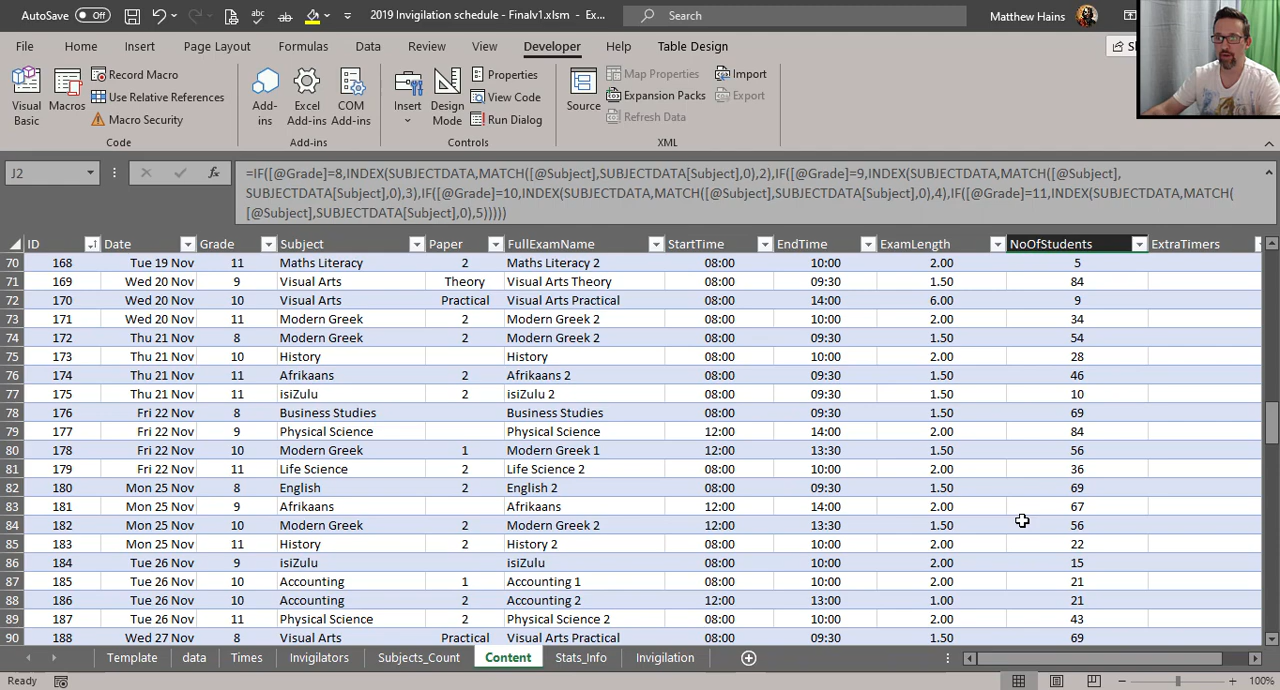 AutoSave Off 2019 Invigilation schedule - Finalv1.xlsm - Ex... Search Matthew Hains
File Home Insert Page Layout Formulas Data Review View Developer Help Table Design
Visual Basic Macros Record Macro Use Relative References Macro Security
Add-ins Excel Add-ins COM Add-ins
Insert Design Mode Properties View Code Run Dialog
Source Map Properties Expansion Packs Refresh Data Import Export
Code Add-ins Controls XML
J2 fx =IF([@Grade]=8,INDEX(SUBJECTDATA,MATCH([@Subject],SUBJECTDATA[Subject],0),2),IF([@Grade]=9,INDEX(SUBJECTDATA,MATCH([@Subject],
SUBJECTDATA[Subject],0),3),IF([@Grade]=10,INDEX(SUBJECTDATA,MATCH([@Subject],SUBJECTDATA[Subject],0),4),IF([@Grade]=11,INDEX(SUBJECTDATA,MATCH(
[@Subject],SUBJECTDATA[Subject],0),5)))))
ID Date Grade Subject Paper FullExamName StartTime EndTime ExamLength NoOfStudents ExtraTimers
70 168 Tue 19 Nov 11 Maths Literacy 2 Maths Literacy 2 08:00 10:00 2.00 5
71 169 Wed 20 Nov 9 Visual Arts Theory Visual Arts Theory 08:00 09:30 1.50 84
72 170 Wed 20 Nov 10 Visual Arts Practical Visual Arts Practical 08:00 14:00 6.00 9
73 171 Wed 20 Nov 11 Modern Greek 2 Modern Greek 2 08:00 10:00 2.00 34
74 172 Thu 21 Nov 8 Modern Greek 2 Modern Greek 2 08:00 09:30 1.50 54
75 173 Thu 21 Nov 10 History History 08:00 10:00 2.00 28
76 174 Thu 21 Nov 11 Afrikaans 2 Afrikaans 2 08:00 09:30 1.50 46
77 175 Thu 21 Nov 11 isiZulu 2 isiZulu 2 08:00 09:30 1.50 10
78 176 Fri 22 Nov 8 Business Studies Business Studies 08:00 09:30 1.50 69
79 177 Fri 22 Nov 9 Physical Science Physical Science 12:00 14:00 2.00 84
80 178 Fri 22 Nov 10 Modern Greek 1 Modern Greek 1 08:00 13:30 1.50 56
81 179 Fri 22 Nov 11 Life Science 2 Life Science 2 08:00 10:00 2.00 36
82 180 Mon 25 Nov 8 English 2 English 2 08:00 09:30 1.50 69
83 181 Mon 25 Nov 9 Afrikaans Afrikaans 12:00 14:00 2.00 67
84 182 Mon 25 Nov 10 Modern Greek 2 Modern Greek 2 12:00 13:30 1.50 56
85 183 Mon 25 Nov 11 History 2 History 2 08:00 10:00 2.00 22
86 184 Tue 26 Nov 9 isiZulu isiZulu 08:00 10:00 2.00 15
87 185 Tue 26 Nov 10 Accounting 1 Accounting 1 08:00 10:00 2.00 21
88 186 Tue 26 Nov 10 Accounting 2 Accounting 2 12:00 13:00 1.00 21
89 187 Tue 26 Nov 11 Physical Science 2 Physical Science 2 08:00 10:00 2.00 43
90 188 Wed 27 Nov 8 Visual Arts Practical Visual Arts Practical 08:00 09:30 1.50 69
Template data Times Invigilators Subjects_Count Content Stats_Info Invigilation
Ready 100%